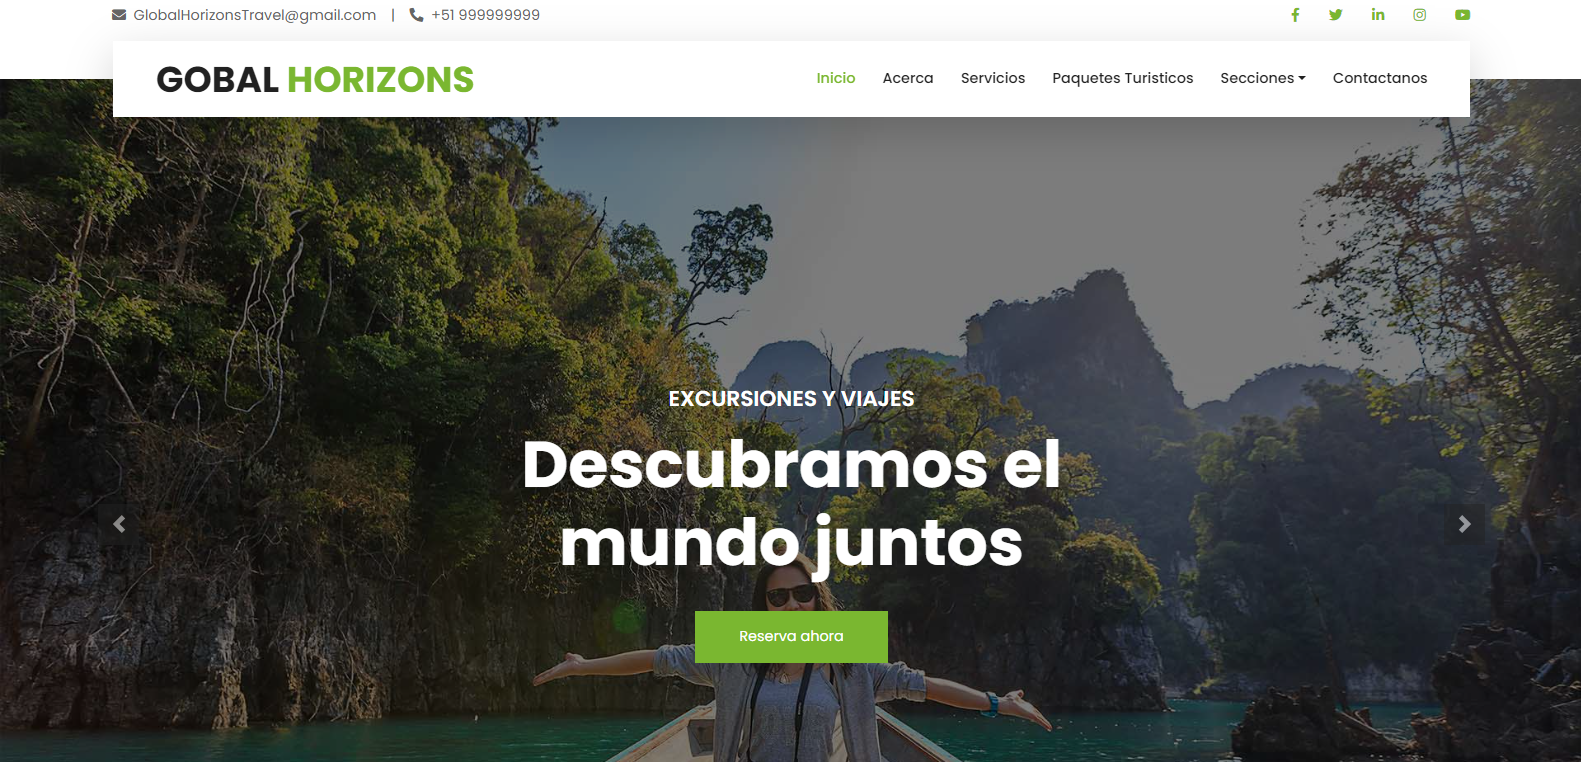 GlobalHorizonsTravel@gmail.com | +51 999999999
GOBAL HORIZONS
Inicio Acerca Servicios Paquetes Turisticos Secciones Contactanos
EXCURSIONES Y VIAJES
Descubramos el
mundo juntos
Reserva ahora